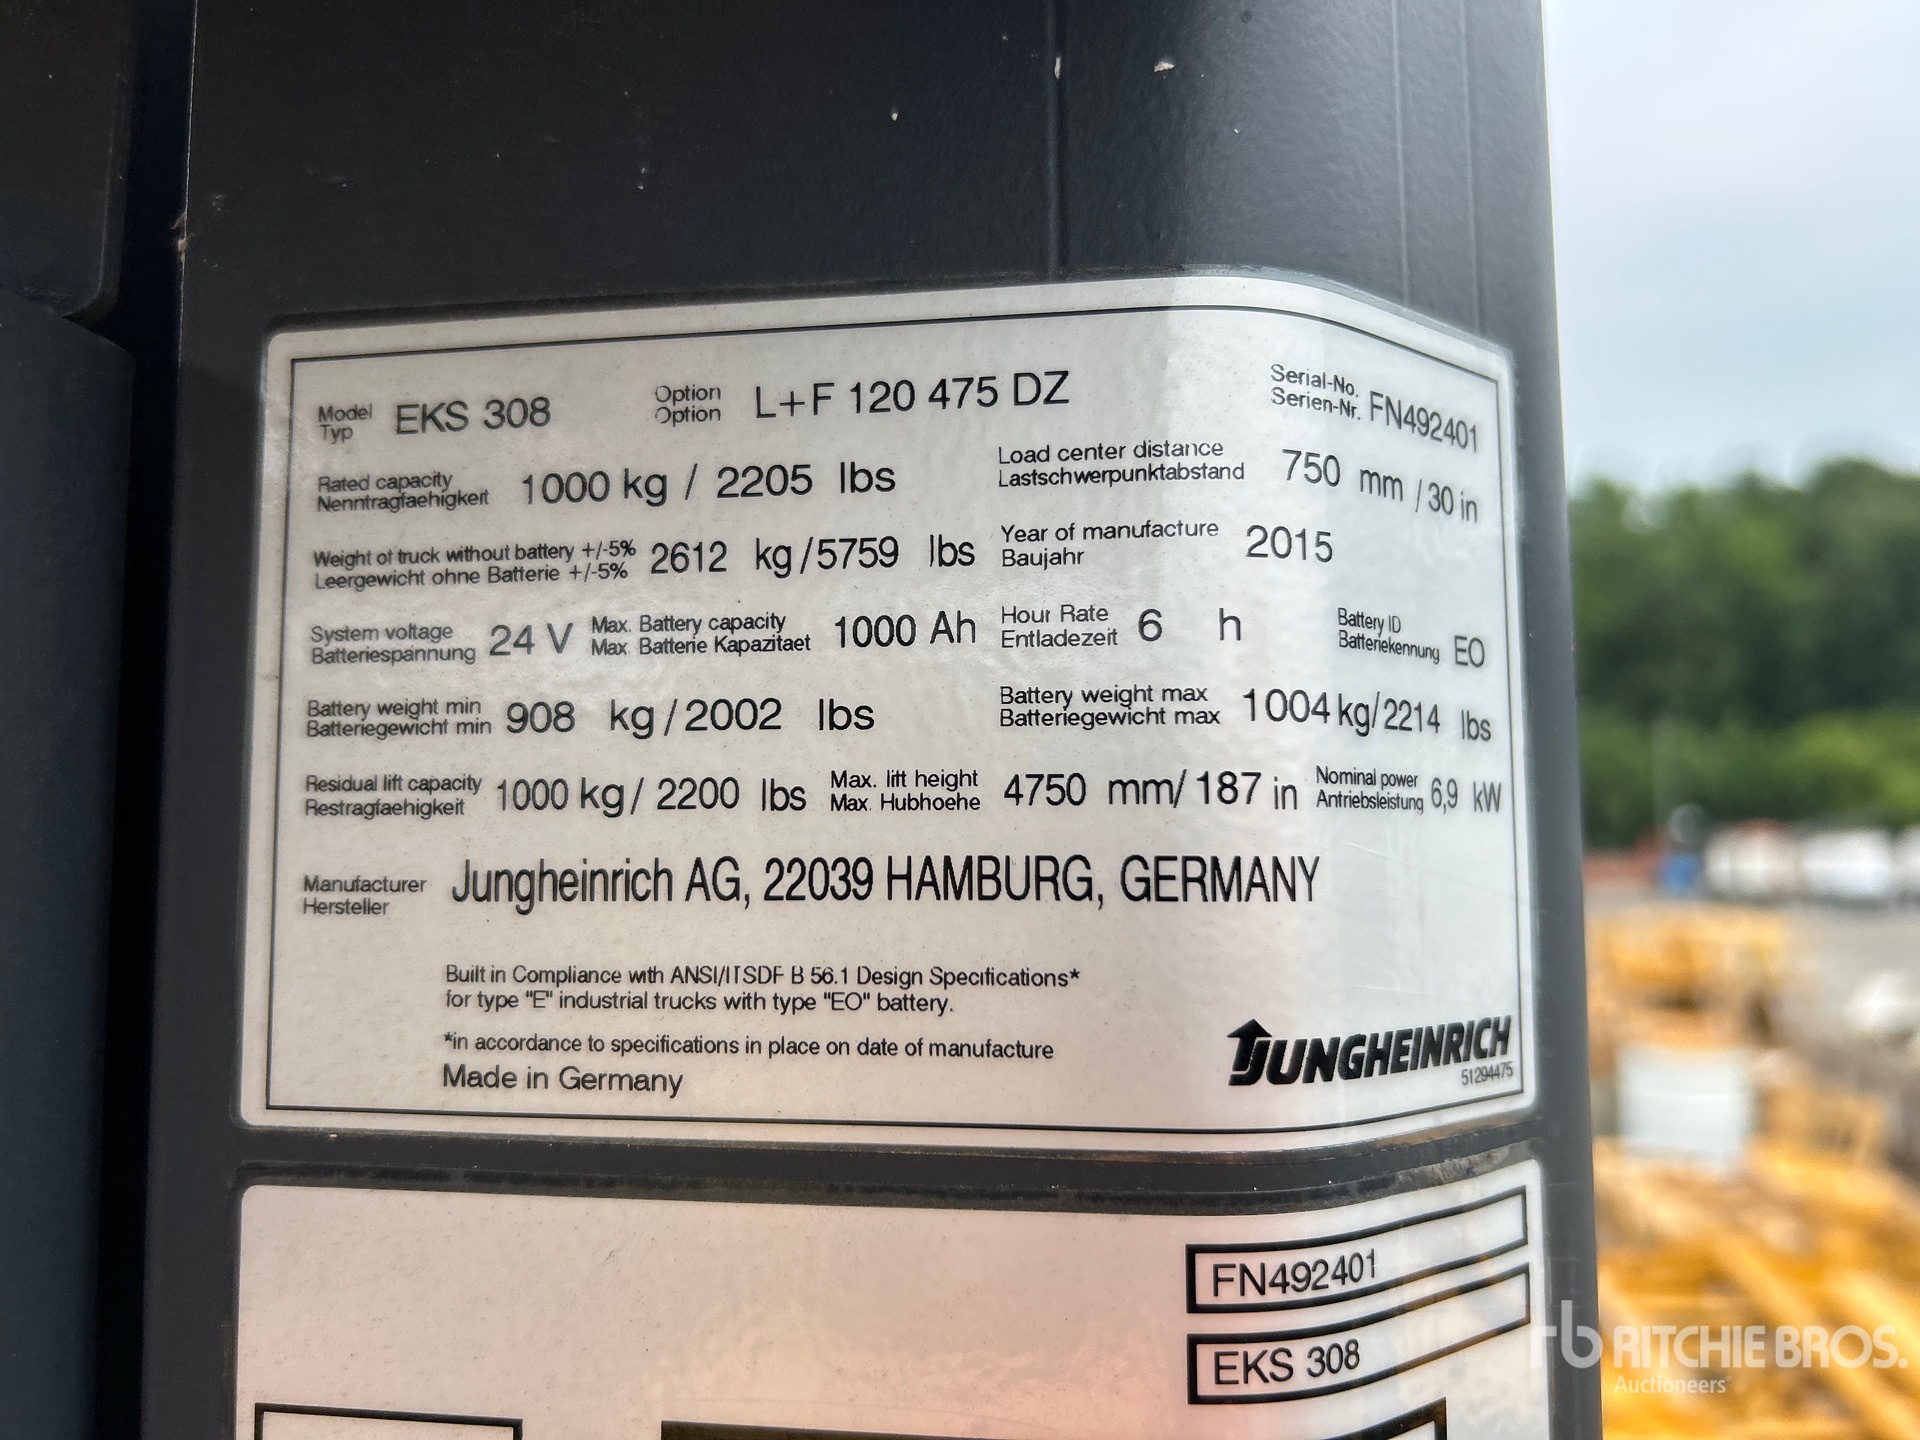 Model EKS 308 Option L+F 120 475 DZ Serial-No. FN492401
Typ Option Serien-Nr.
Rated capacity 1000 kg / 2205 lbs Load center distance 750 mm / 30 in
Nenntragfaehigkeit Lastschwerpunktabstand
Weight of truck without battery +/-5% 2612 kg/5759 lbs Year of manufacture 2015
Leergewicht ohne Batterie +/-5% Baujahr
System voltage 24 V Max. Battery capacity 1000 Ah Hour Rate 6 h Battery ID EO
Batteriespannung Max. Batterie Kapazitaet Entladezeit Batteriekennung
Battery weight min 908 kg/2002 lbs Battery weight max 1004 kg/2214 lbs
Batteriegewicht min Batteriegewicht max
Residual lift capacity 1000 kg/ 2200 lbs Max. lift height 4750 mm/ 187 in Nominal power 6,9 kW
Restragfaehigkeit Max. Hubhoehe Antriebsleistung
Manufacturer Jungheinrich AG, 22039 HAMBURG, GERMANY
Hersteller
Built in Compliance with ANSI/ITSDF B 56.1 Design Specifications*
for type "E" industrial trucks with type "EO" battery.
*in accordance to specifications in place on date of manufacture
Made in Germany
JUNGHEINRICH
51294475
FN492401
EKS 308
rb RITCHIE BROS.
Auctioneers